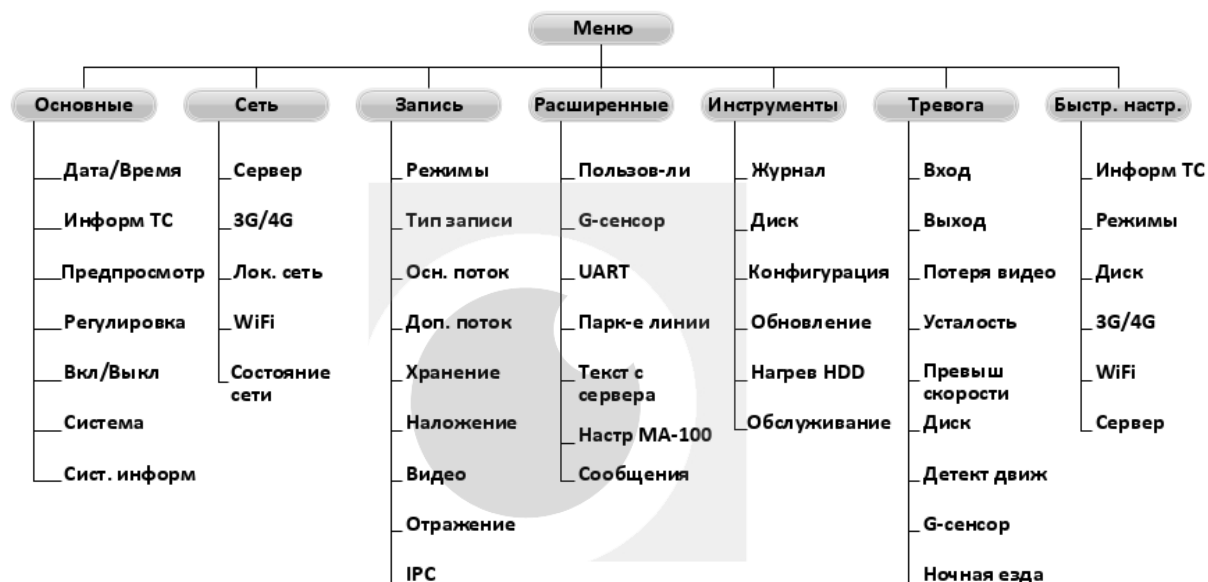 Меню
Основные
Дата/Время
Информ ТС
Предпросмотр
Регулировка
Вкл/Выкл
Система
Сист. информ
Сеть
Сервер
3G/4G
Лок. сеть
WiFi
Состояние
сети
Запись
Режимы
Тип записи
Осн. поток
Доп. поток
Хранение
Наложение
Видео
Отражение
IPC
Расширенные
Пользов-ли
G-сенсор
UART
Парк-е линии
Текст с
сервера
Настр МА-100
Сообщения
Инструменты
Журнал
Диск
Конфигурация
Обновление
Нагрев HDD
Обслуживание
Тревога
Вход
Выход
Потеря видео
Усталость
Превыш
скорости
Диск
Детект движ
G-сенсор
Ночная езда
Быстр. настр.
Информ ТС
Режимы
Диск
3G/4G
WiFi
Сервер